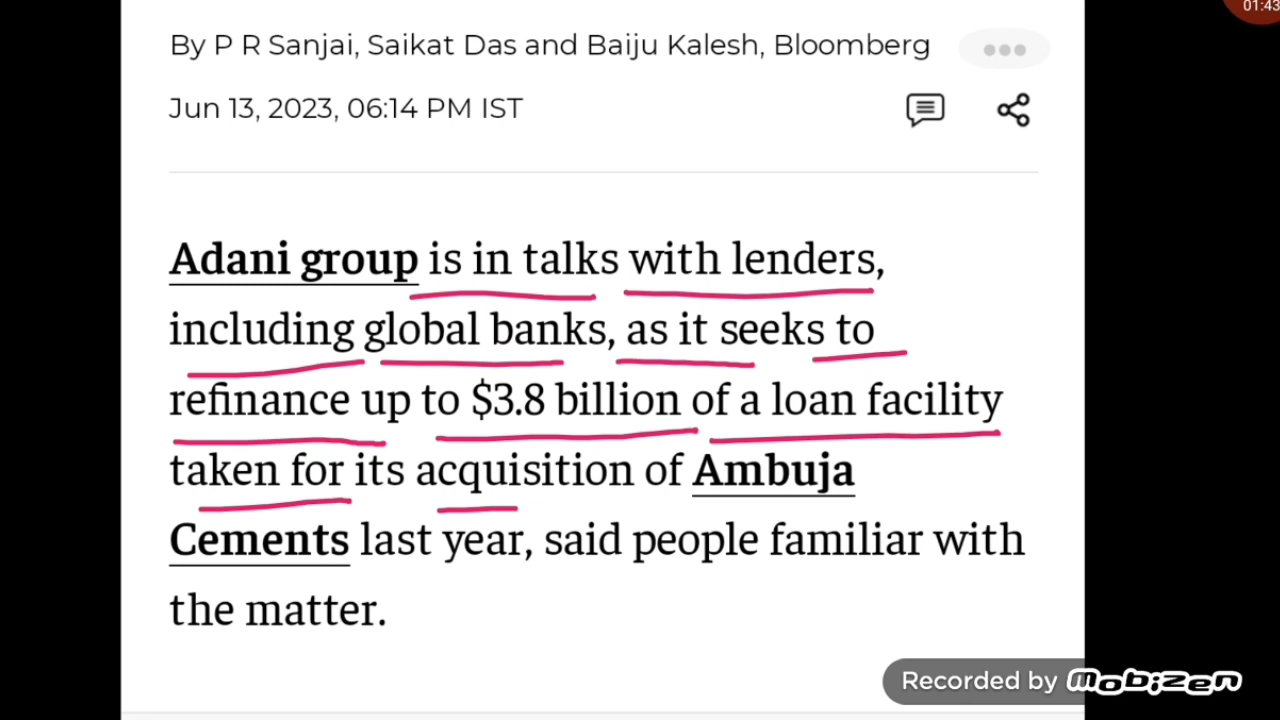 01:43
By P R Sanjai, Saikat Das and Baiju Kalesh, Bloomberg
Jun 13, 2023, 06:14 PM IST
Adani group is in talks with lenders,
including global banks, as it seeks to
refinance up to $3.8 billion of a loan facility
taken for its acquisition of Ambuja
Cements last year, said people familiar with
the matter.
Recorded by Mobizen